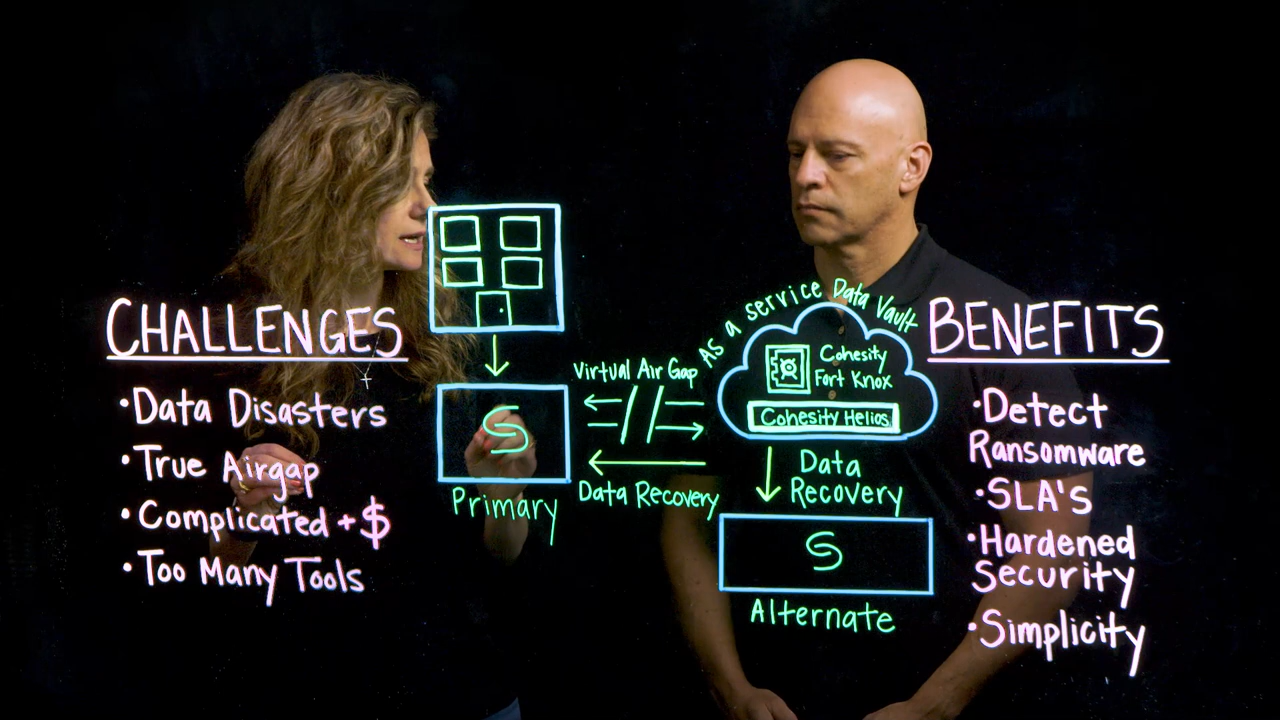 CHALLENGES
•Data Disasters
•True Airgap
•Complicated + $
•Too Many Tools
S
Primary
Virtual Air Gap
Data Recovery
As a service Data Vault
Cohesity
Fort Knox
Cohesity Helios
Data
Recovery
S
Alternate
BENEFITS
•Detect
Ransomware
•SLA'S
•Hardened
Security
•Simplicity